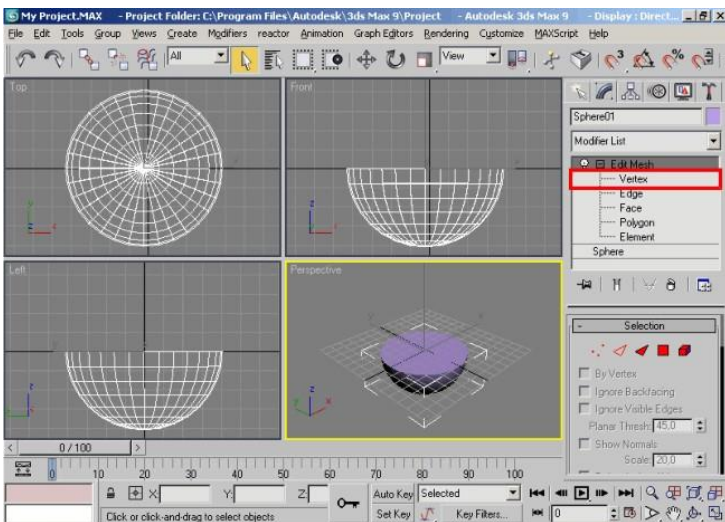 My Project.MAX - Project Folder: C:\Program Files\Autodesk\3ds Max 9\Project - Autodesk 3ds Max 9 - Display : Direct...
File Edit Tools Group Views Create Modifiers reactor Animation Graph Editors Rendering Customize MAXScript Help
All View
Top Front
Sphere01
Modifier List
Edit Mesh
Vertex
Edge
Face
Polygon
Element
Sphere
Left Perspective
Selection
By Vertex
Ignore Backfacing
Ignore Visible Edges
Planar Thresh: 45,0
Show Normals
Scale: 20,0
0 / 100
0 10 20 30 40 50 60 70 80 90 100
X: Y: Z: Auto Key Selected
Click or click-and-drag to select objects Set Key Key Filters... 0